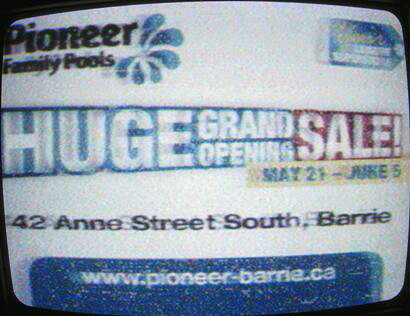 Pioneer
Family Pools
HUGE GRAND OPENING SALE!
MAY 21 - JUNE 5
42 Anne Street South, Barrie
www.pioneer-barrie.ca